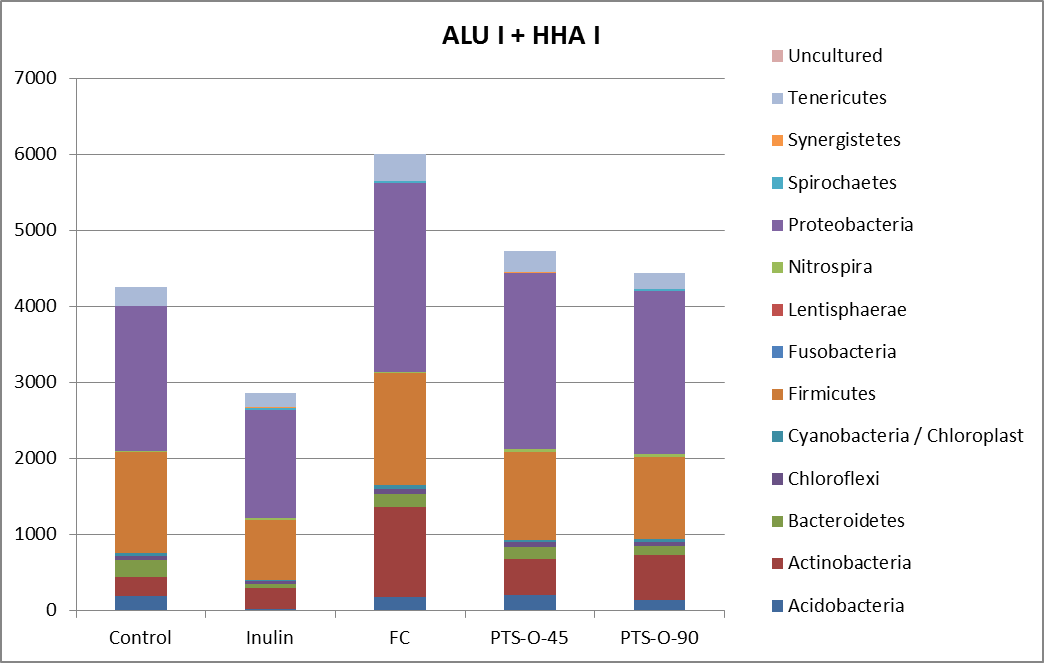 ALU I + HHA I
7000
6000
5000
4000
3000
2000
1000
0
Control
Inulin
FC
PTS-O-45
PTS-O-90
Uncultured
Tenericutes
Synergistetes
Spirochaetes
Proteobacteria
Nitrospira
Lentisphaerae
Fusobacteria
Firmicutes
Cyanobacteria / Chloroplast
Chloroflexi
Bacteroidetes
Actinobacteria
Acidobacteria